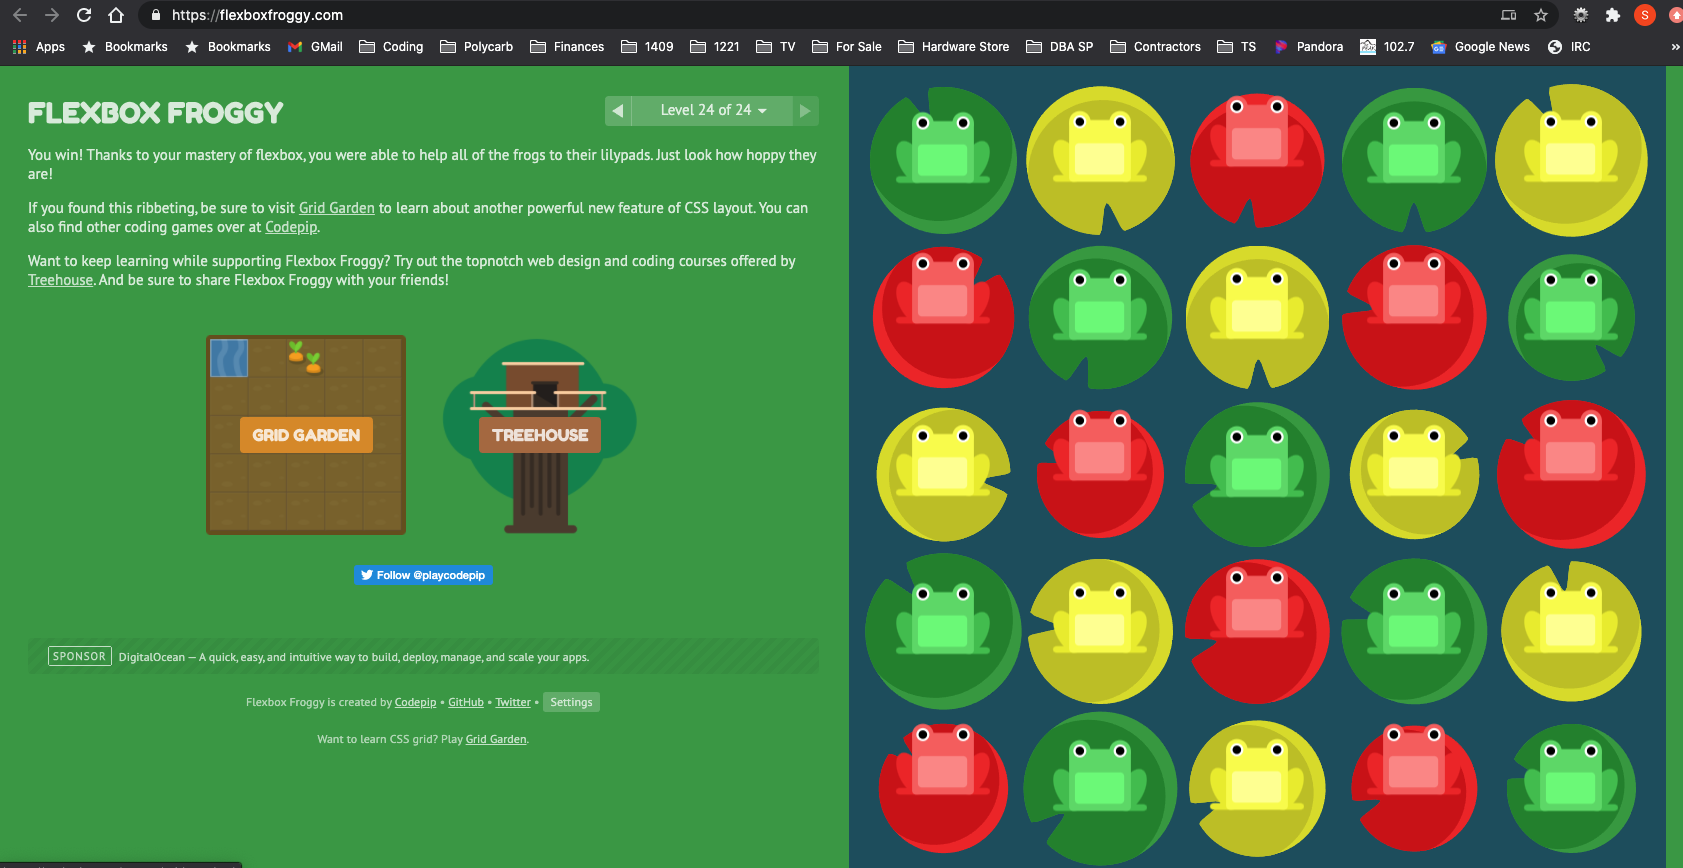 https://flexboxfroggy.com
S
Apps Bookmarks Bookmarks GMail Coding Polycarb Finances 1409 1221 TV For Sale Hardware Store DBA SP Contractors TS Pandora 102.7 Google News IRC »
FLEXBOX FROGGY
Level 24 of 24
You win! Thanks to your mastery of flexbox, you were able to help all of the frogs to their lilypads. Just look how hoppy they
are!
If you found this ribbeting, be sure to visit Grid Garden to learn about another powerful new feature of CSS layout. You can
also find other coding games over at Codepip.
Want to keep learning while supporting Flexbox Froggy? Try out the topnotch web design and coding courses offered by
Treehouse. And be sure to share Flexbox Froggy with your friends!
GRID GARDEN
TREEHOUSE
Follow @playcodepip
SPONSOR DigitalOcean — A quick, easy, and intuitive way to build, deploy, manage, and scale your apps.
Flexbox Froggy is created by Codepip • GitHub • Twitter • Settings
Want to learn CSS grid? Play Grid Garden.